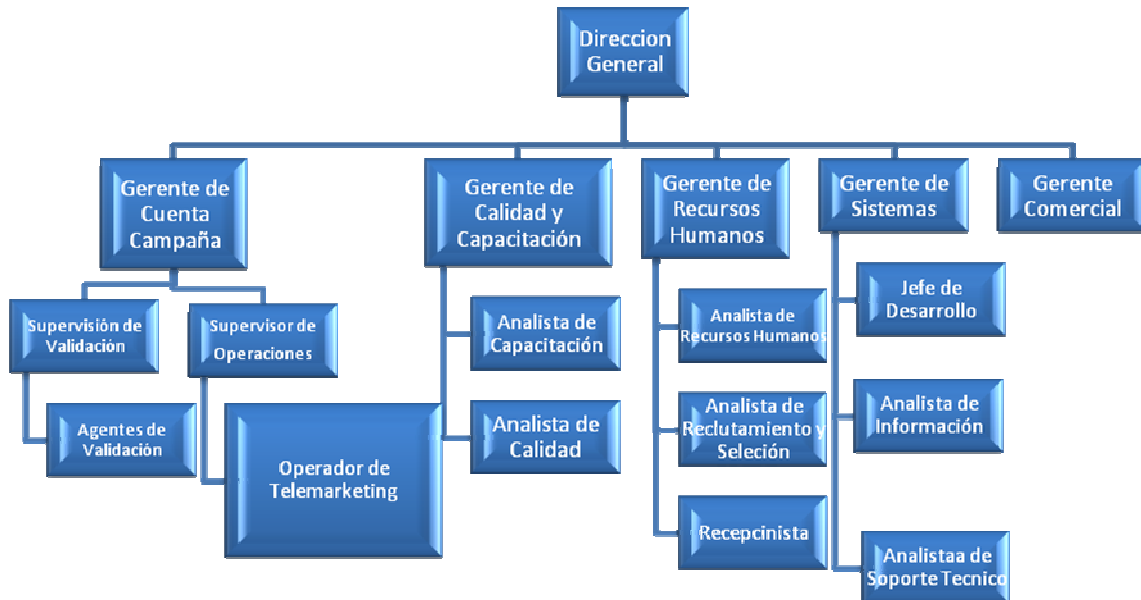 Direccion
General
Gerente de
Cuenta
Campaña
Gerente de
Calidad y
Capacitación
Gerente de
Recursos
Humanos
Gerente de
Sistemas
Gerente
Comercial
Supervisión de
Validación
Supervisor de
Operaciones
Agentes de
Validación
Operador de
Telemarketing
Analista de
Capacitación
Analista de
Calidad
Analista de
Recursos Humanos
Analista de
Reclutamiento y
Seleción
Recepcinista
Jefe de
Desarrollo
Analista de
Información
Analistaa de
Soporte Tecnico